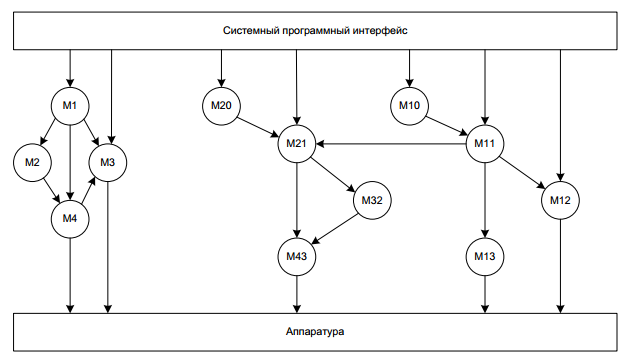 Системный программный интерфейс
M1
M20
M10
M21
M11
M2
M3
M32
M12
M4
M43
M13
Аппаратура